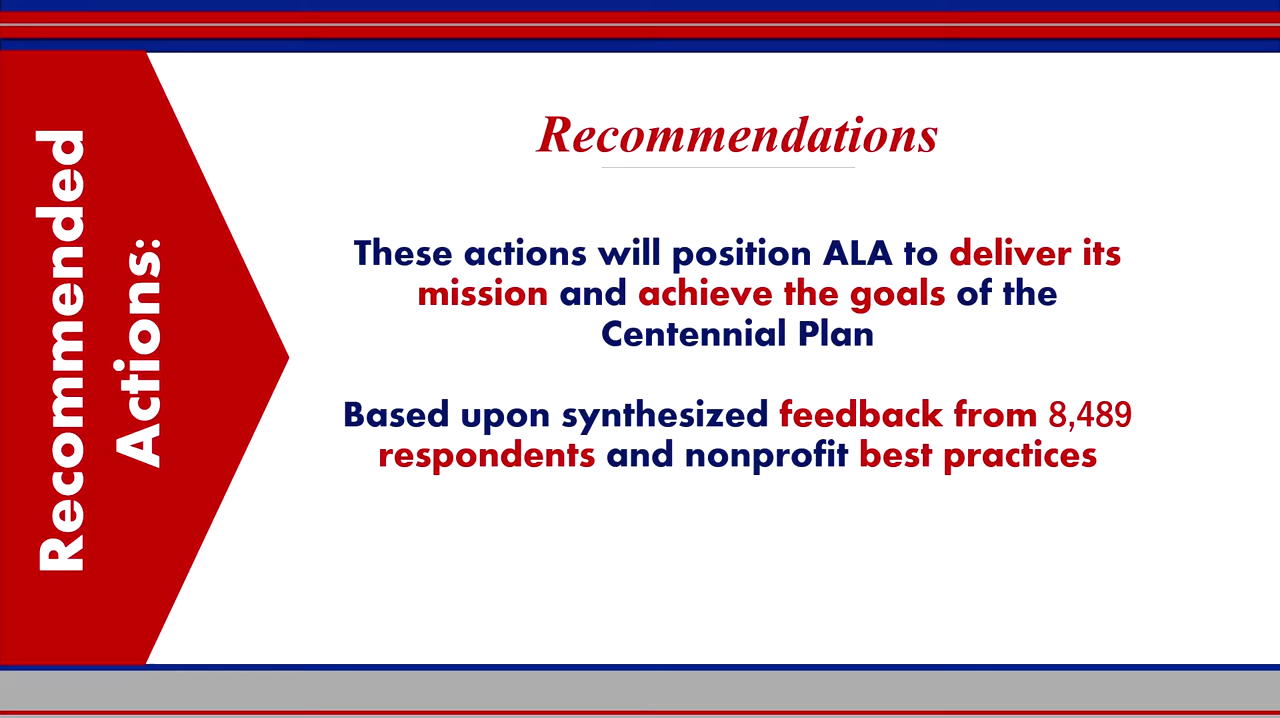 Recommended
Actions:
Recommendations
These actions will position ALA to deliver its
mission and achieve the goals of the
Centennial Plan
Based upon synthesized feedback from 8,489
respondents and nonprofit best practices